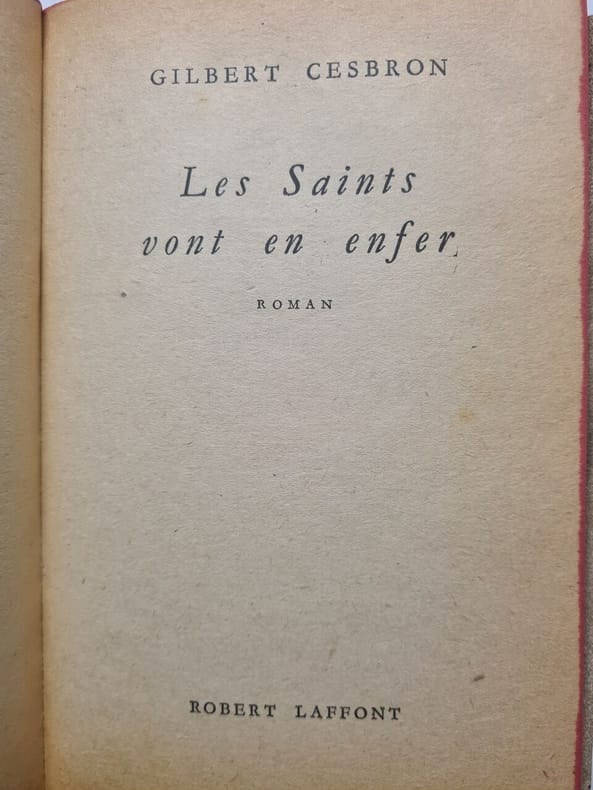 GILBERT CESBRON
Les Saints
vont en enfer
ROMAN
ROBERT LAFFONT